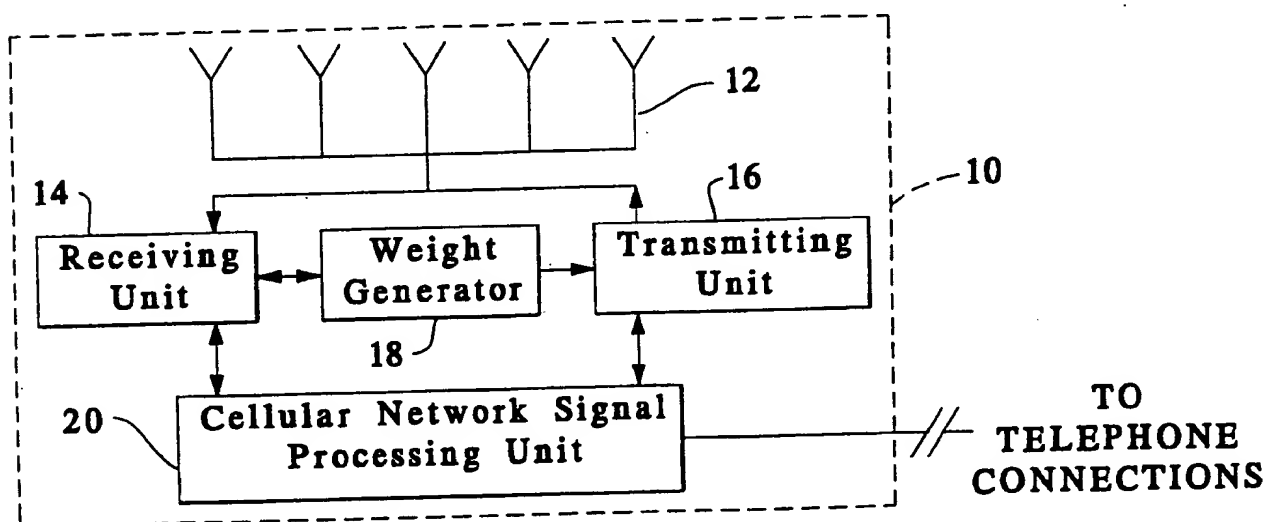 12
10
14
16
Receiving
Unit
Weight
Generator
Transmitting
Unit
18
20
Cellular Network Signal
Processing Unit
TO
TELEPHONE
CONNECTIONS